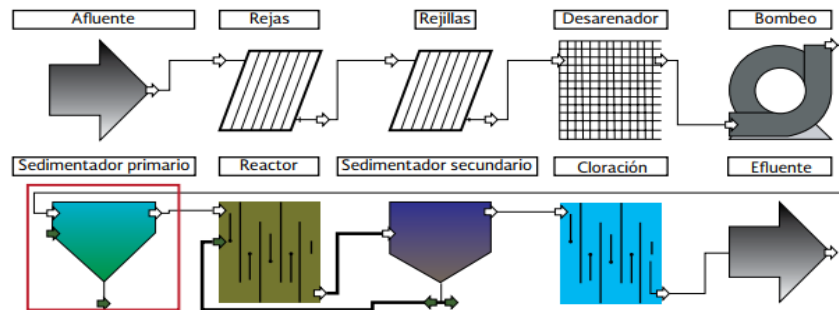 Afluente
Rejas
Rejillas
Desarenador
Bombeo
Sedimentador primario
Reactor
Sedimentador secundario
Cloración
Efluente